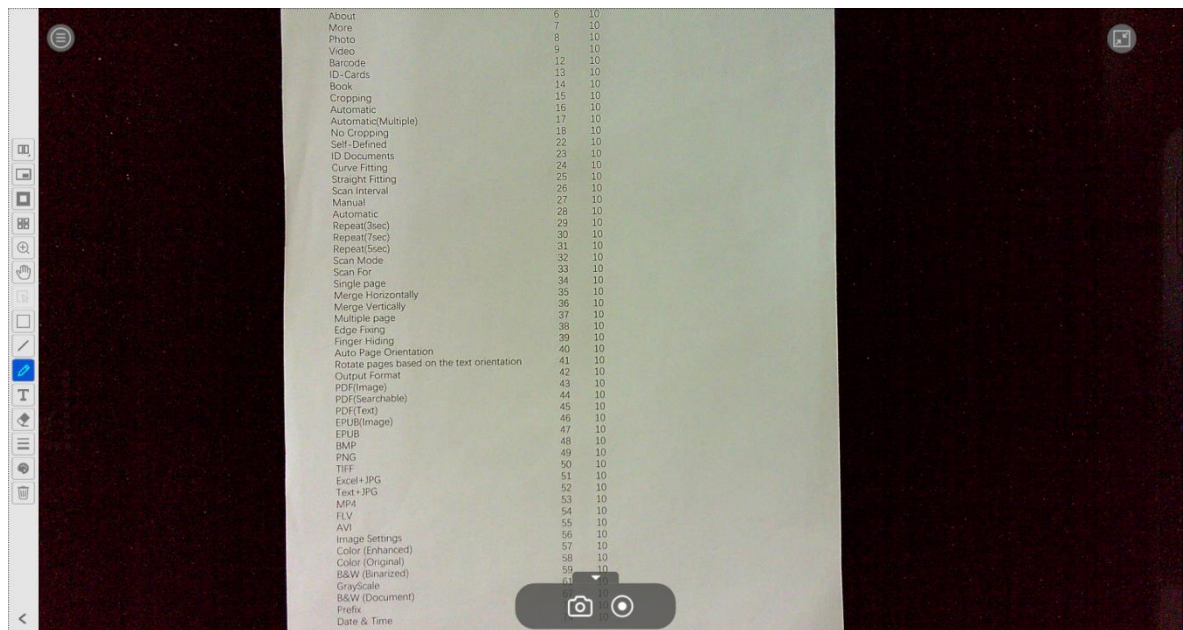 About 6 10
More 7 10
Photo 8 10
Video 9 10
Barcode 12 10
ID-Cards 13 10
Book 14 10
Cropping 15 10
Automatic 16 10
Automatic(Multiple) 17 10
No Cropping 18 10
Self-Defined 22 10
ID Documents 23 10
Curve Fitting 24 10
Straight Fitting 25 10
Scan Interval 26 10
Manual 27 10
Automatic 28 10
Repeat(3sec) 29 10
Repeat(7sec) 30 10
Repeat(5sec) 31 10
Scan Mode 32 10
Scan For 33 10
Single page 34 10
Merge Horizontally 35 10
Merge Vertically 36 10
Multiple page 37 10
Edge Fixing 38 10
Finger Hiding 39 10
Auto Page Orientation 40 10
Rotate pages based on the text orientation 41 10
Output Format 42 10
PDF(Image) 43 10
PDF(Searchable) 44 10
PDF(Text) 45 10
EPUB(Image) 46 10
EPUB 47 10
BMP 48 10
PNG 49 10
TIFF 50 10
Excel+JPG 51 10
Text+JPG 52 10
MP4 53 10
FLV 54 10
AVI 55 10
Image Settings 56 10
Color (Enhanced) 57 10
Color (Original) 58 10
B&W (Binarized) 59 10
GrayScale 61
B&W (Document) 10
Prefix 10
Date & Time 10